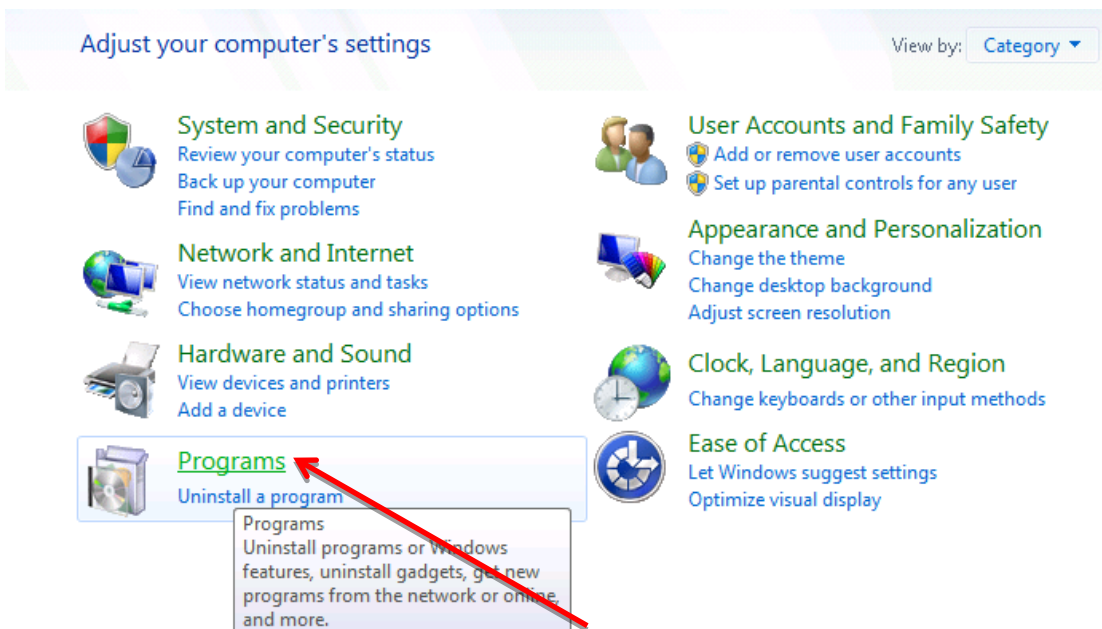 Adjust your computer's settings
View by: Category
System and Security
Review your computer's status
Back up your computer
Find and fix problems
Network and Internet
View network status and tasks
Choose homegroup and sharing options
Hardware and Sound
View devices and printers
Add a device
Programs
Uninstall a program
Programs
Uninstall programs or Windows
features, uninstall gadgets, get new
programs from the network or online,
and more.
User Accounts and Family Safety
Add or remove user accounts
Set up parental controls for any user
Appearance and Personalization
Change the theme
Change desktop background
Adjust screen resolution
Clock, Language, and Region
Change keyboards or other input methods
Ease of Access
Let Windows suggest settings
Optimize visual display